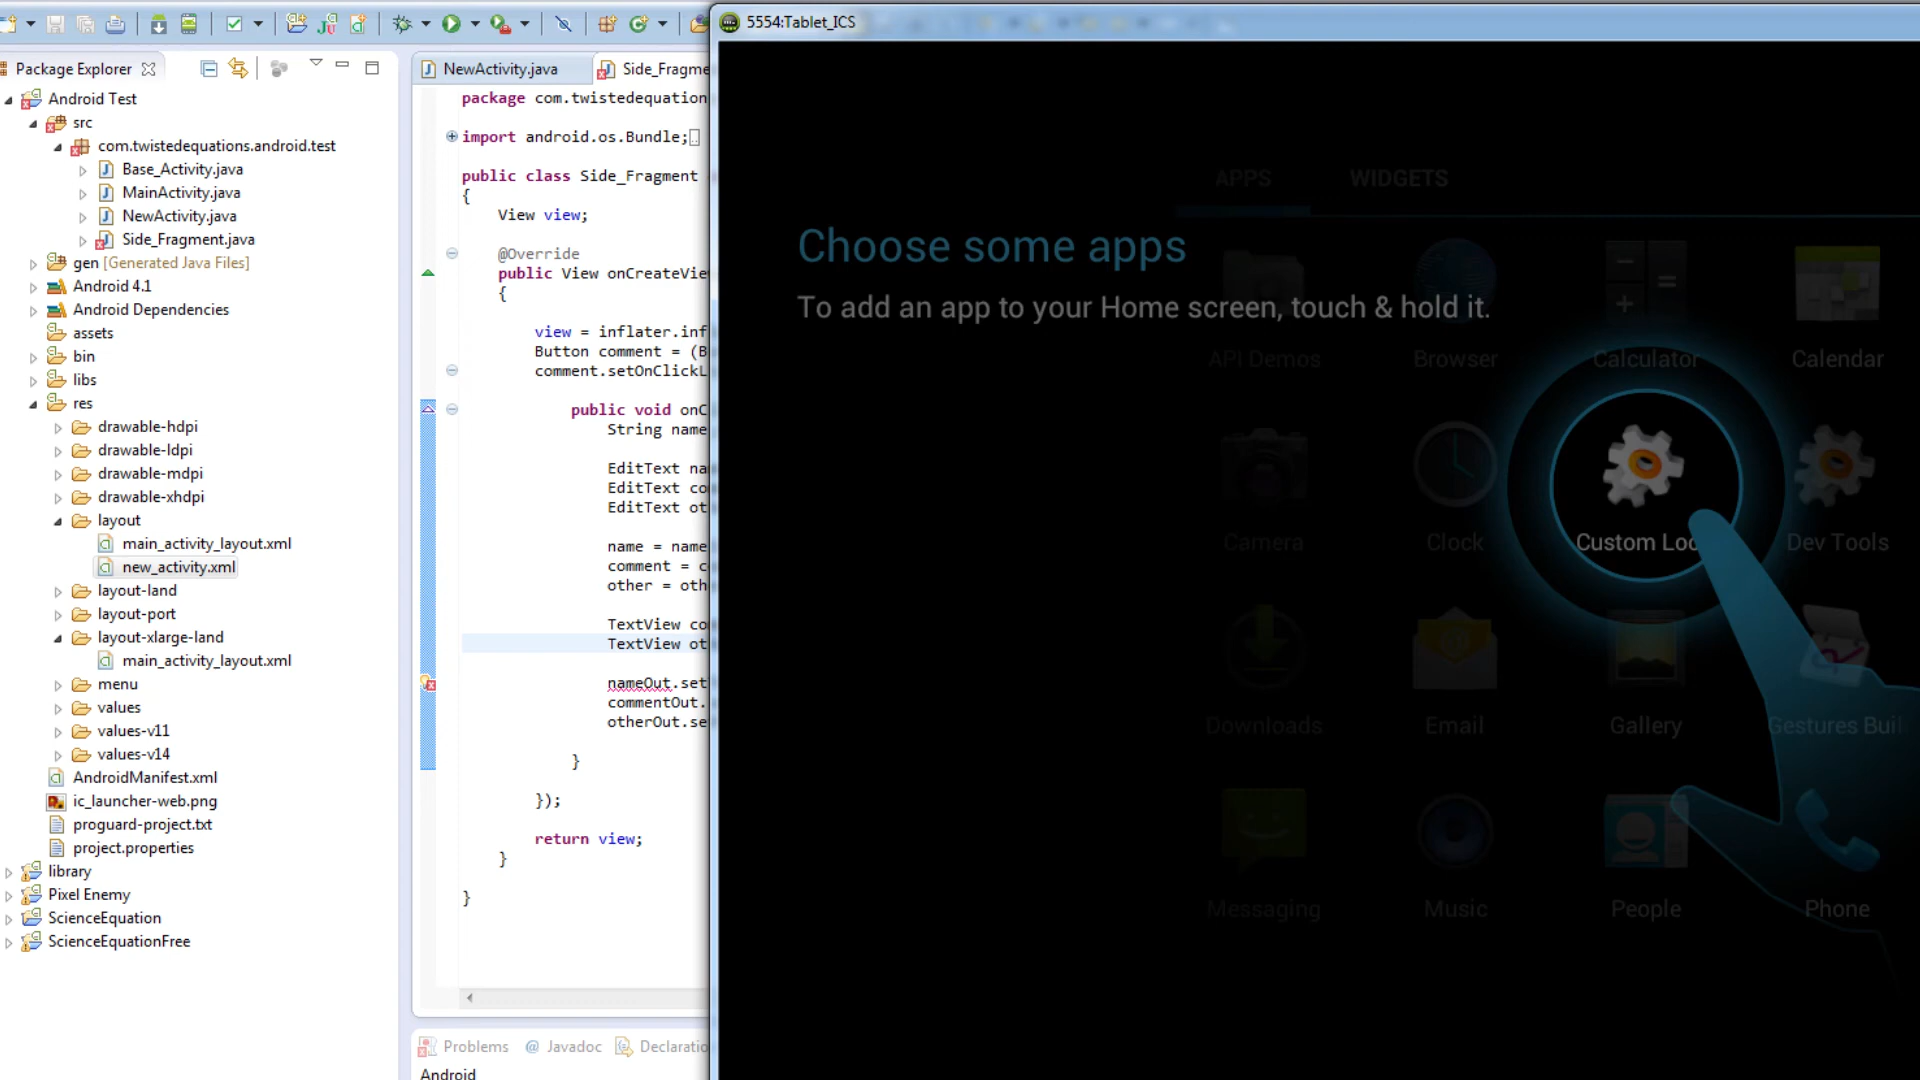 5554:Tablet_ICS
Package Explorer
Android Test
src
com.twistedequations.android.test
Base_Activity.java
MainActivity.java
NewActivity.java
Side_Fragment.java
gen [Generated Java Files]
Android 4.1
Android Dependencies
assets
bin
libs
res
drawable-hdpi
drawable-ldpi
drawable-mdpi
drawable-xhdpi
layout
main_activity_layout.xml
new_activity.xml
layout-land
layout-port
layout-xlarge-land
main_activity_layout.xml
menu
values
values-v11
values-v14
AndroidManifest.xml
ic_launcher-web.png
proguard-project.txt
project.properties
library
Pixel Enemy
ScienceEquation
ScienceEquationFree
NewActivity.java
Side_Fragme
package com.twistedequation
import android.os.Bundle;
public class Side_Fragment
{
View view;
@Override
public View onCreateVie
{
view = inflater.inf
Button comment = (B
comment.setOnClickL
public void onC
String name
EditText na
EditText co
EditText ot
name = name
comment = c
other = oth
TextView co
TextView ot
nameOut.set
commentOut.
otherOut.se
}
});
return view;
}
}
Problems @ Javadoc Declaratio
Android
APPS WIDGETS
Choose some apps
To add an app to your Home screen, touch & hold it.
API Demos Browser Calculator Calendar
Camera Clock Custom Loc Dev Tools
Downloads Email Gallery Gestures Buil
Messaging Music People Phone